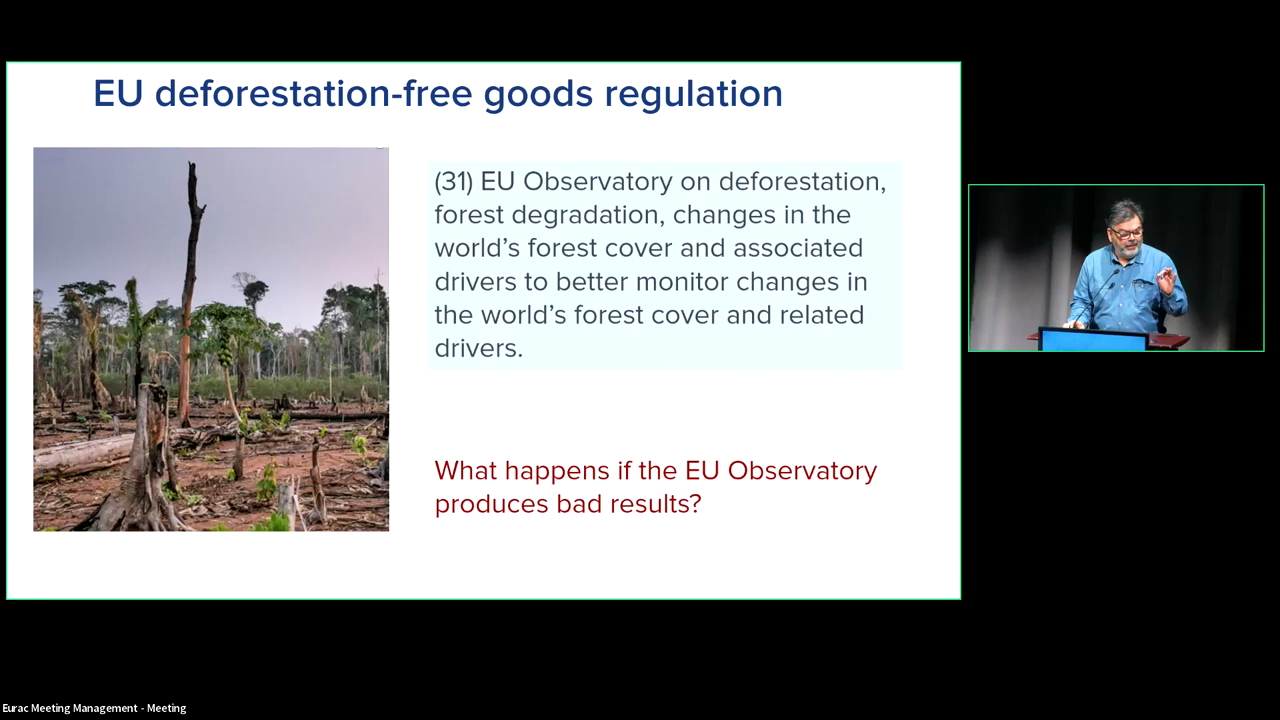 EU deforestation-free goods regulation
(31) EU Observatory on deforestation,
forest degradation, changes in the
world's forest cover and associated
drivers to better monitor changes in
the world's forest cover and related
drivers.
What happens if the EU Observatory
produces bad results?
Eurac Meeting Management - Meeting